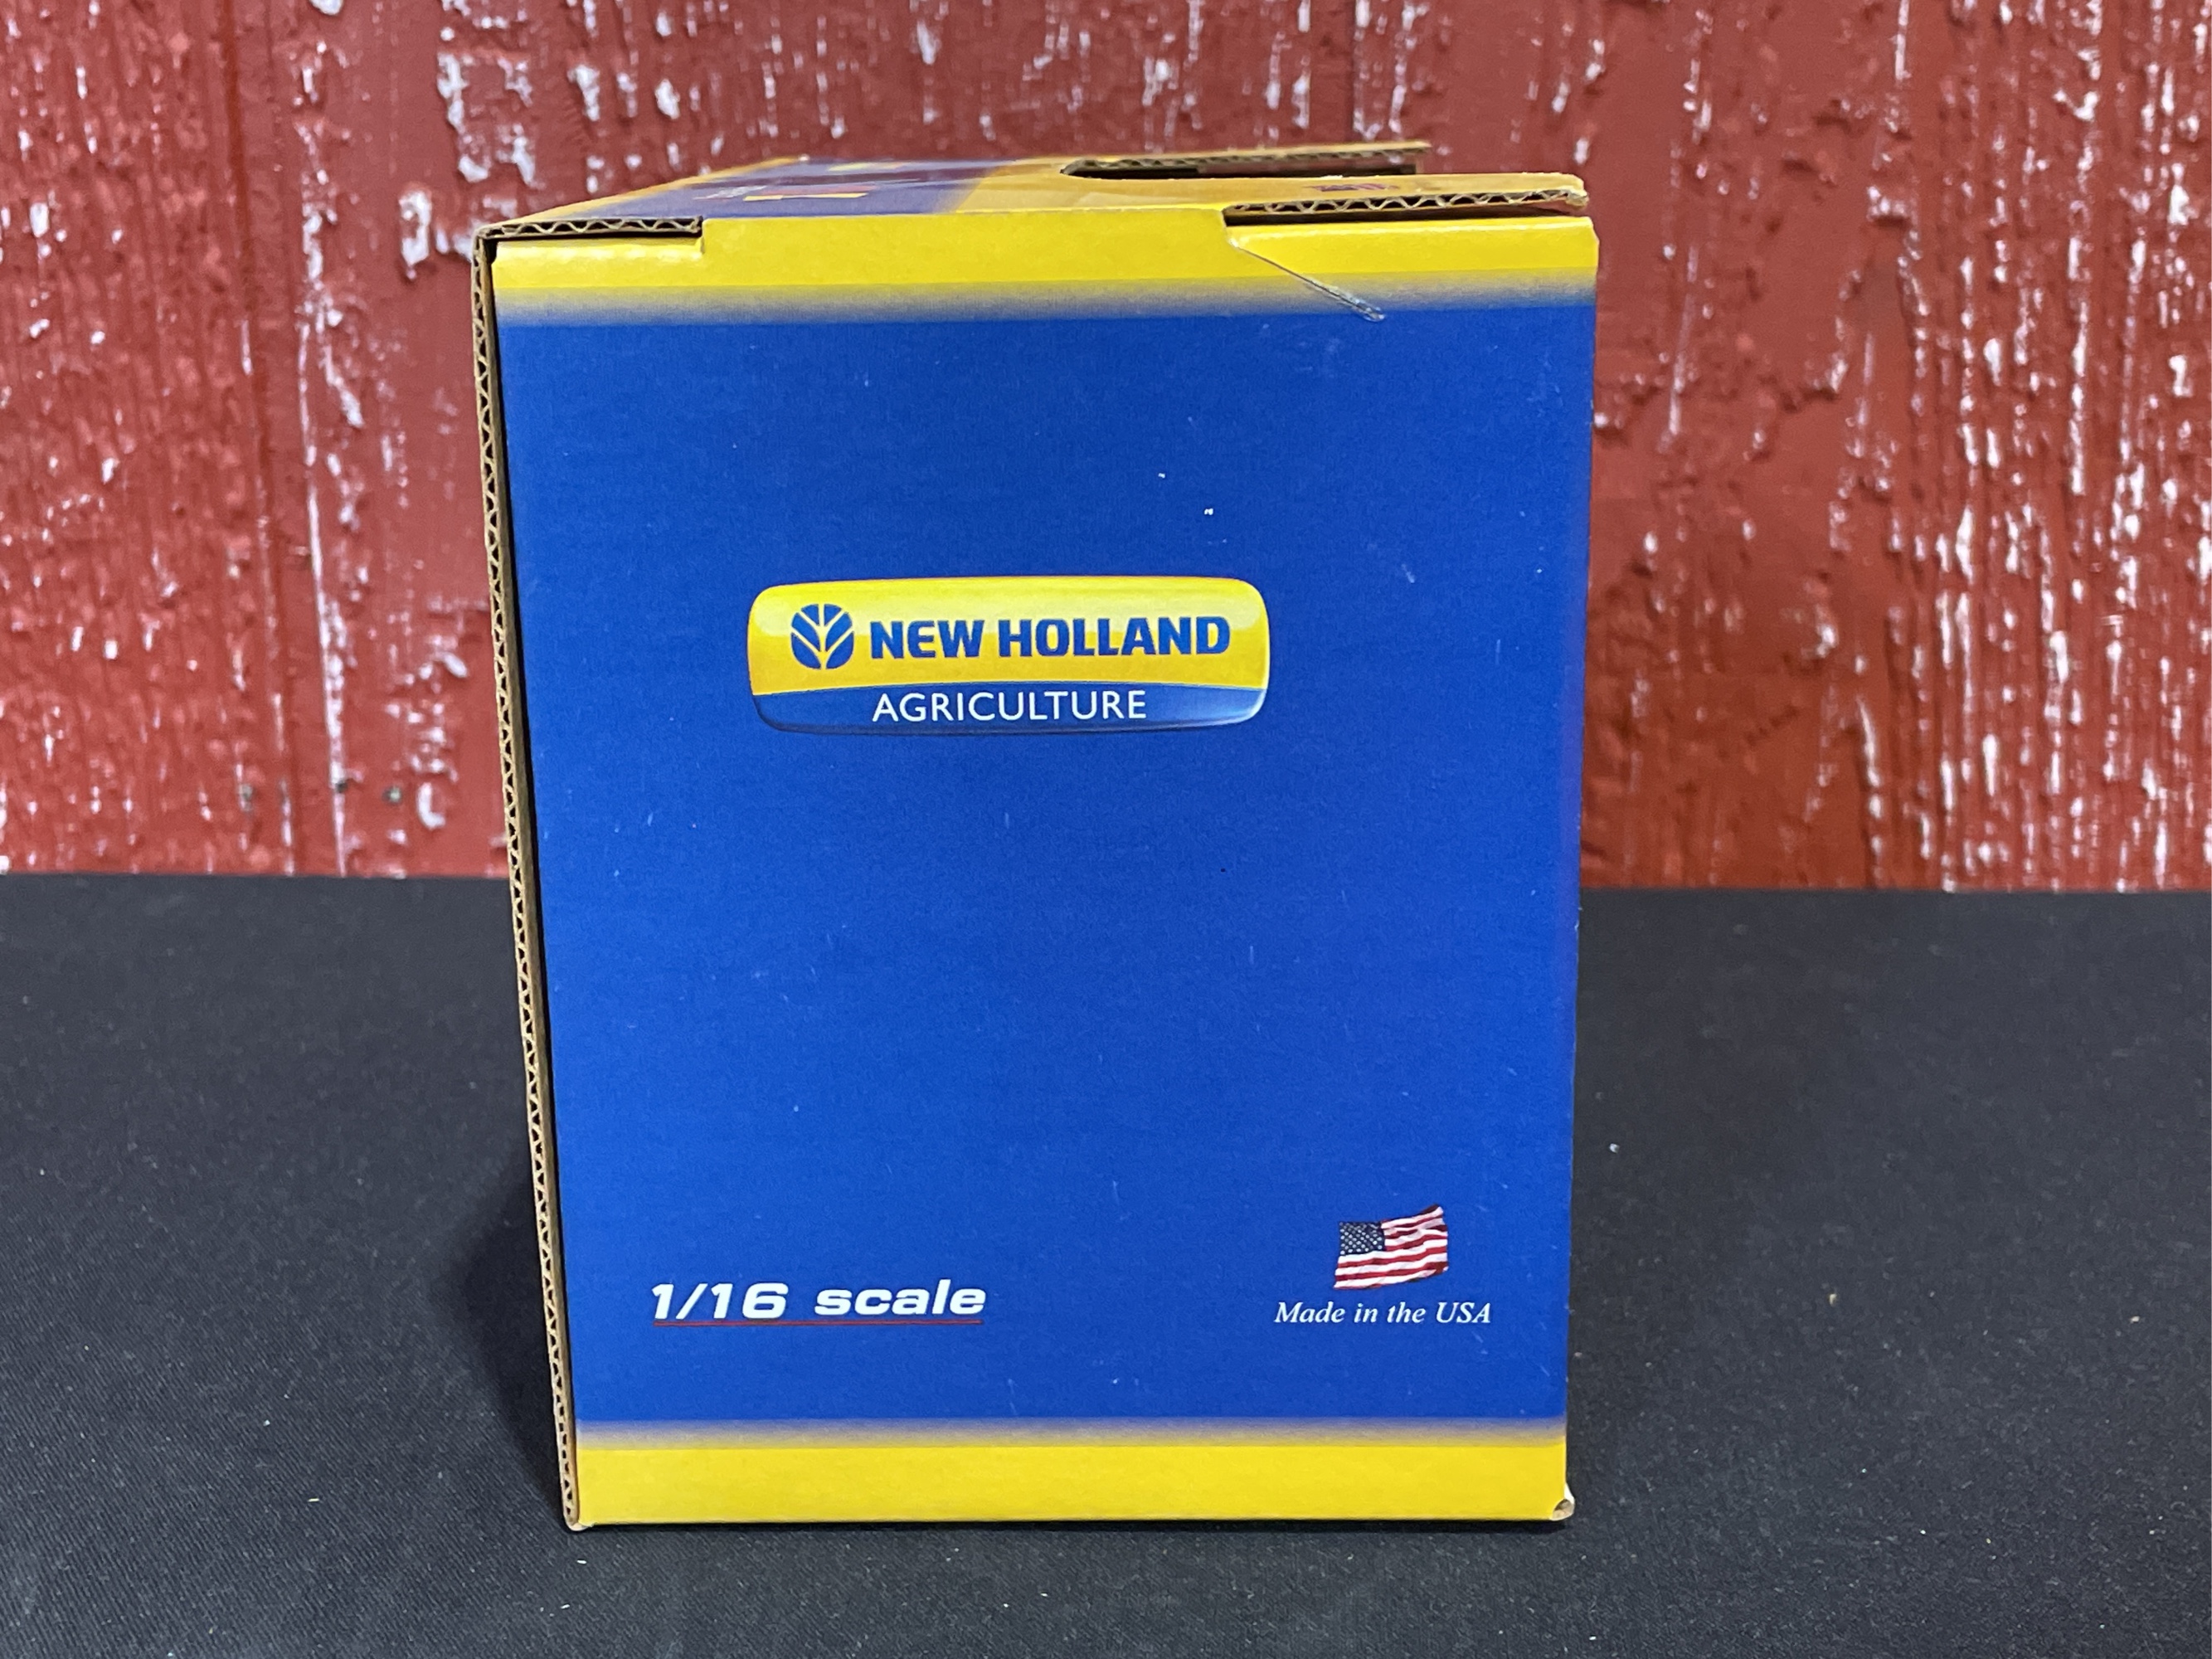 NEW HOLLAND
AGRICULTURE
1/16 scale
Made in the USA